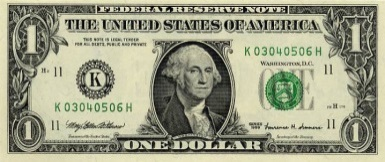 FEDERAL RESERVE NOTE
THE UNITED STATES OF AMERICA
1
1
THIS NOTE IS LEGAL TENDER
FOR ALL DEBTS, PUBLIC AND PRIVATE
K 03040506 H
WASHINGTON, D.C.
11
11
K
ONE
K 03040506 H
11
11
SERIES
1
1
ONE DOLLAR